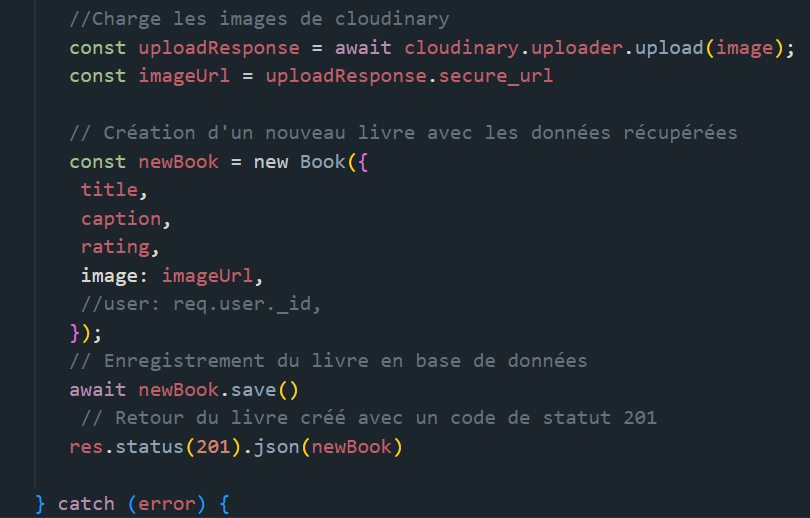 //Charge les images de cloudinary
const uploadResponse = await cloudinary.uploader.upload(image);
const imageUrl = uploadResponse.secure_url
// Création d'un nouveau livre avec les données récupérées
const newBook = new Book({
title,
caption,
rating,
image: imageUrl,
//user: req.user._id,
});
// Enregistrement du livre en base de données
await newBook.save()
// Retour du livre créé avec un code de statut 201
res.status(201).json(newBook)
} catch (error) {